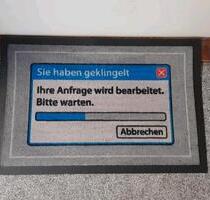 Sie haben geklingelt
Ihre Anfrage wird bearbeitet.
Bitte warten.
Abbrechen